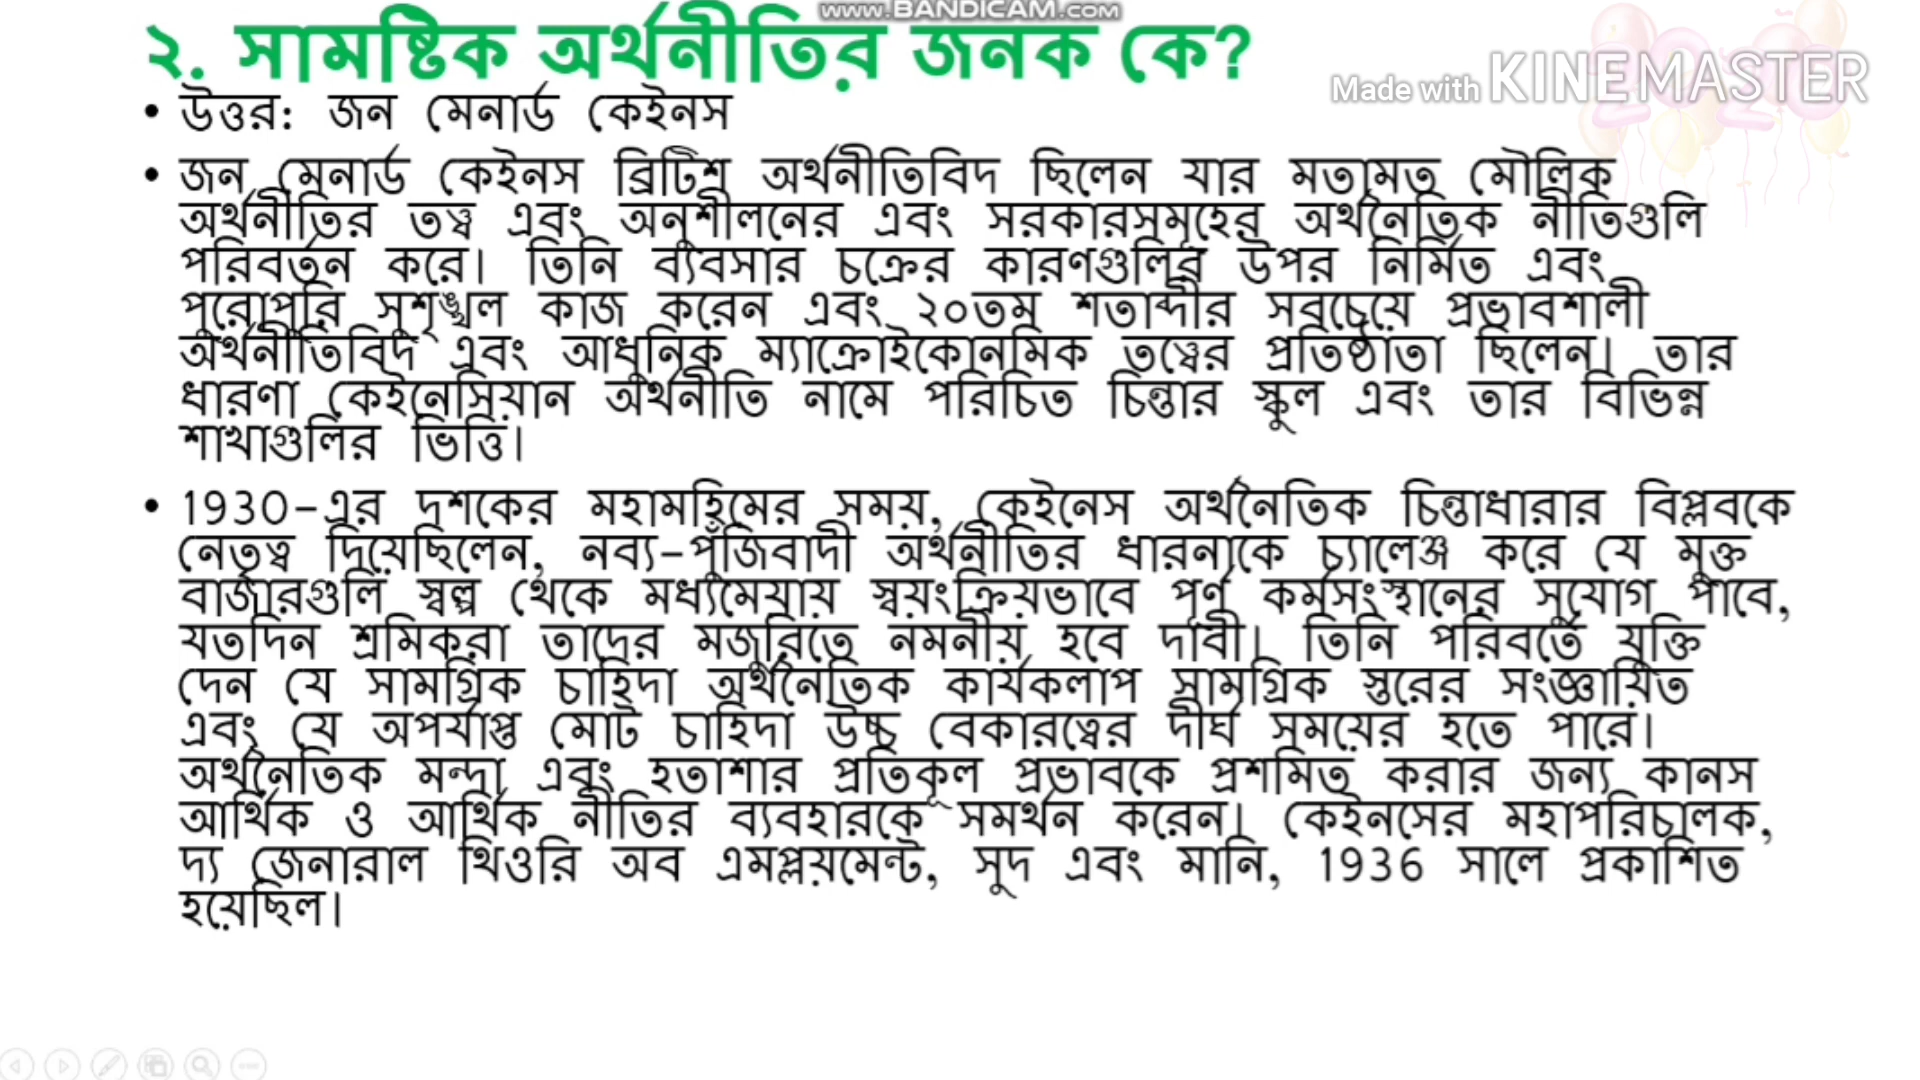 www.BANDICAM.com
২. সামষ্টিক অর্থনীতির জনক কে?
Made with KINEMASTER
• উত্তর: জন মেনার্ড কেইনস
• জন মেনার্ড কেইনস ব্রিটিশ অর্থনীতিবিদ ছিলেন যার মতামত মৌলিক
অর্থনীতির তত্ত্ব এবং অনুশীলনের এবং সরকারসমূহের অর্থনৈতিক নীতিগুলি
পরিবর্তন করে। তিনি ব্যবসার চক্রের কারণগুলির উপর নির্মিত এবং
পুরোপুরি সুশৃঙ্খল কাজ করেন এবং ২০তম শতাব্দীর সবচেয়ে প্রভাবশালী
অর্থনীতিবিদ এবং আধুনিক ম্যাক্রোইকোনমিক তত্ত্বের প্রতিষ্ঠাতা ছিলেন। তার
ধারণা কেইনেসিয়ান অর্থনীতি নামে পরিচিত চিন্তার স্কুল এবং তার বিভিন্ন
শাখাগুলির ভিত্তি।
• 1930-এর দশকের মহামহিমের সময়, কেইনেস অর্থনৈতিক চিন্তাধারার বিপ্লবকে
নেতৃত্ব দিয়েছিলেন, নব্য-পুঁজিবাদী অর্থনীতির ধারনাকে চ্যালেঞ্জ করে যে মুক্ত
বাজারগুলি স্বল্প থেকে মধ্যমেয়াদ স্বয়ংক্রিয়ভাবে পূর্ণ কর্মসংস্থানের সুযোগ পাবে,
যতদিন শ্রমিকরা তাদের মজুরিতে নমনীয় হবে দাবী। তিনি পরিবর্তে যুক্তি
দেন যে সামগ্রিক চাহিদা অর্থনৈতিক কার্যকলাপ সামগ্রিক স্তরের সংজ্ঞায়িত
এবং যে অপর্যাপ্ত মোট চাহিদা উচ্চ বেকারত্বের দীর্ঘ সময়ের হতে পারে।
অর্থনৈতিক মন্দা এবং হতাশার প্রতিকূল প্রভাবকে প্রশমিত করার জন্য কানস
আর্থিক ও আর্থিক নীতির ব্যবহারকে সমর্থন করেন। কেইনসের মহাপরিচালক,
দ্য জেনারাল থিওরি অব এমপ্লয়মেন্ট, সুদ এবং মানি, 1936 সালে প্রকাশিত
হয়েছিল।